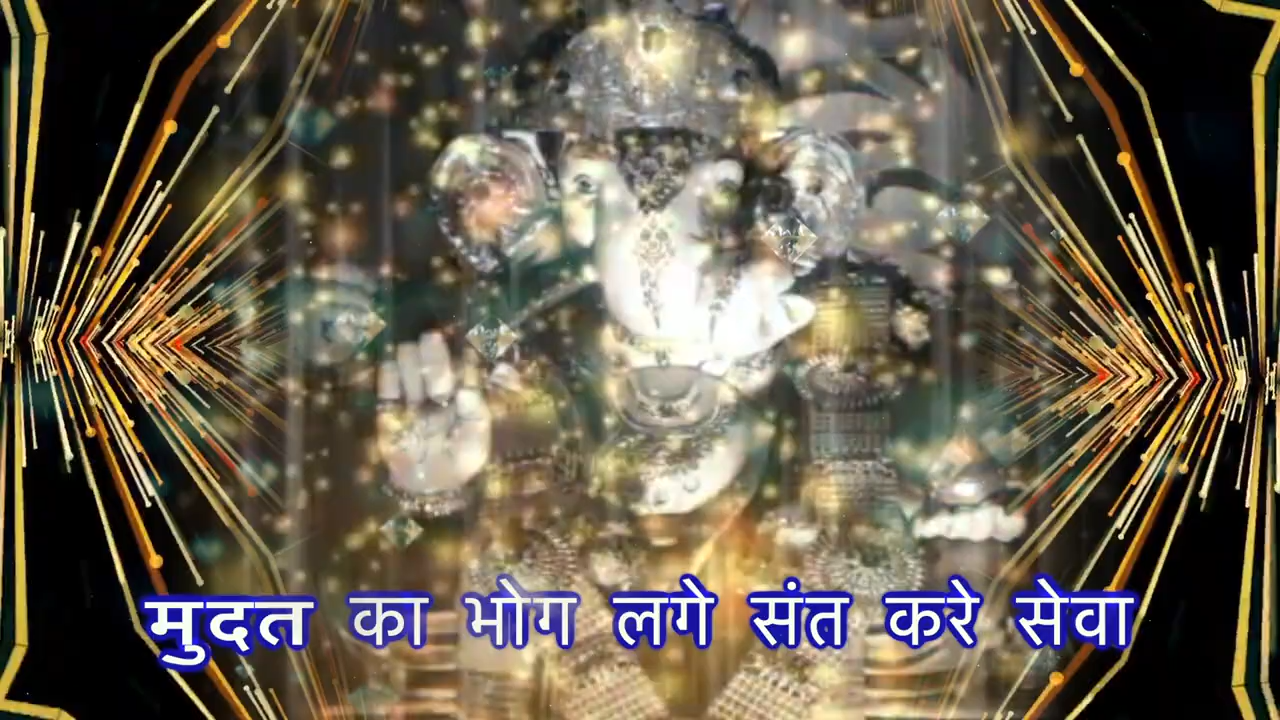 मुदत का भोग लगे संत करे सेवा